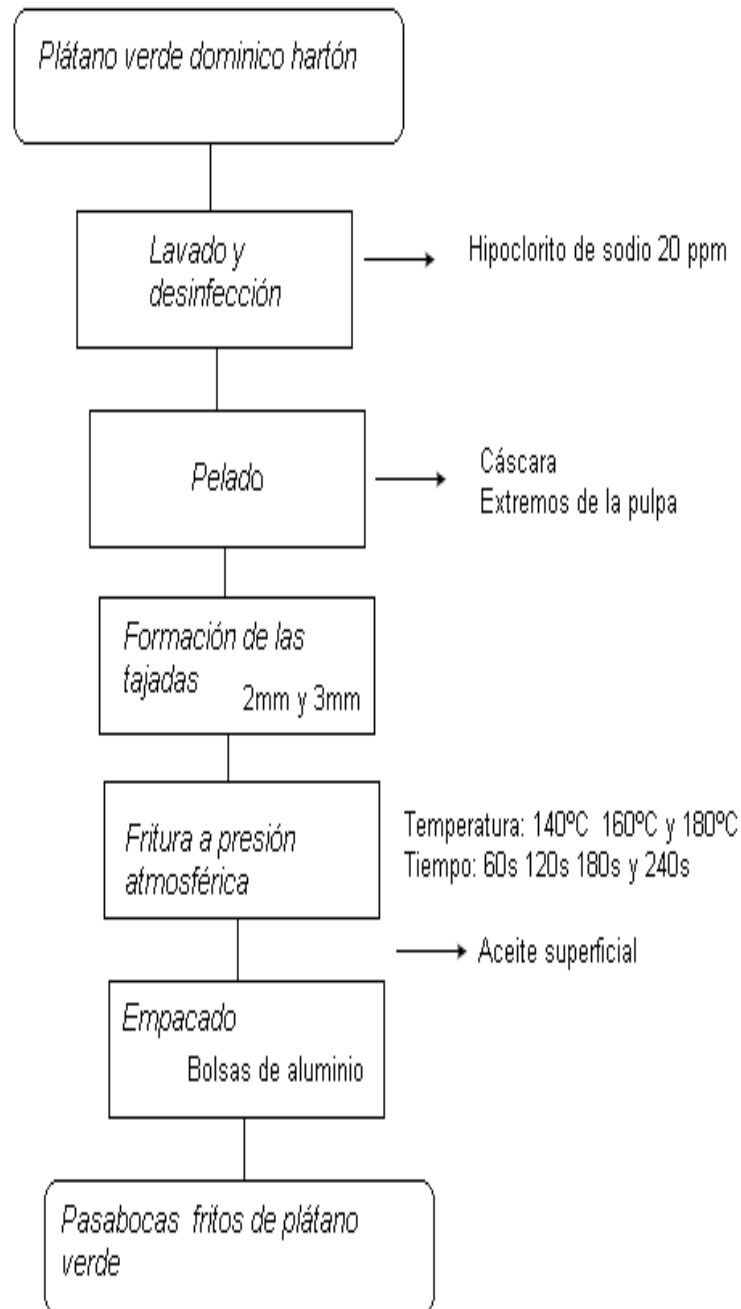 Plátano verde dominico hartón
Lavado y
desinfección
Hipoclorito de sodio 20 ppm
Pelado
Cáscara
Extremos de la pulpa
Formación de las
tajadas
2mm y 3mm
Fritura a presión
atmosférica
Temperatura: 140ºC 160ºC y 180ºC
Tiempo: 60s 120s 180s y 240s
Aceite superficial
Empacado
Bolsas de aluminio
Pasabocas fritos de plátano
verde